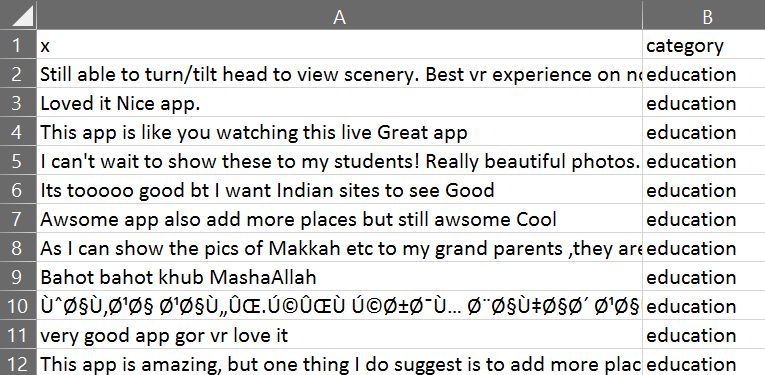 A B
1 x category
2 Still able to turn/tilt head to view scenery. Best vr experience on no education
3 Loved it Nice app. education
4 This app is like you watching this live Great app education
5 I can't wait to show these to my students! Really beautiful photos. education
6 Its tooooo good bt I want Indian sites to see Good education
7 Awsome app also add more places but still awsome Cool education
8 As I can show the pics of Makkah etc to my grand parents ,they are education
9 Bahot bahot khub MashaAllah education
10 ÙˆØ§Ù‚Ø¹Ø§ Ø¹Ø§Ù„ÛŒ.Ú©ÛŒÙ Ú©Ø±Ø¯Ù… Ø¨Ø§Ù‡Ø§Ø´ Ø¹Ø§ education
11 very good app gor vr love it education
12 This app is amazing, but one thing I do suggest is to add more plac education